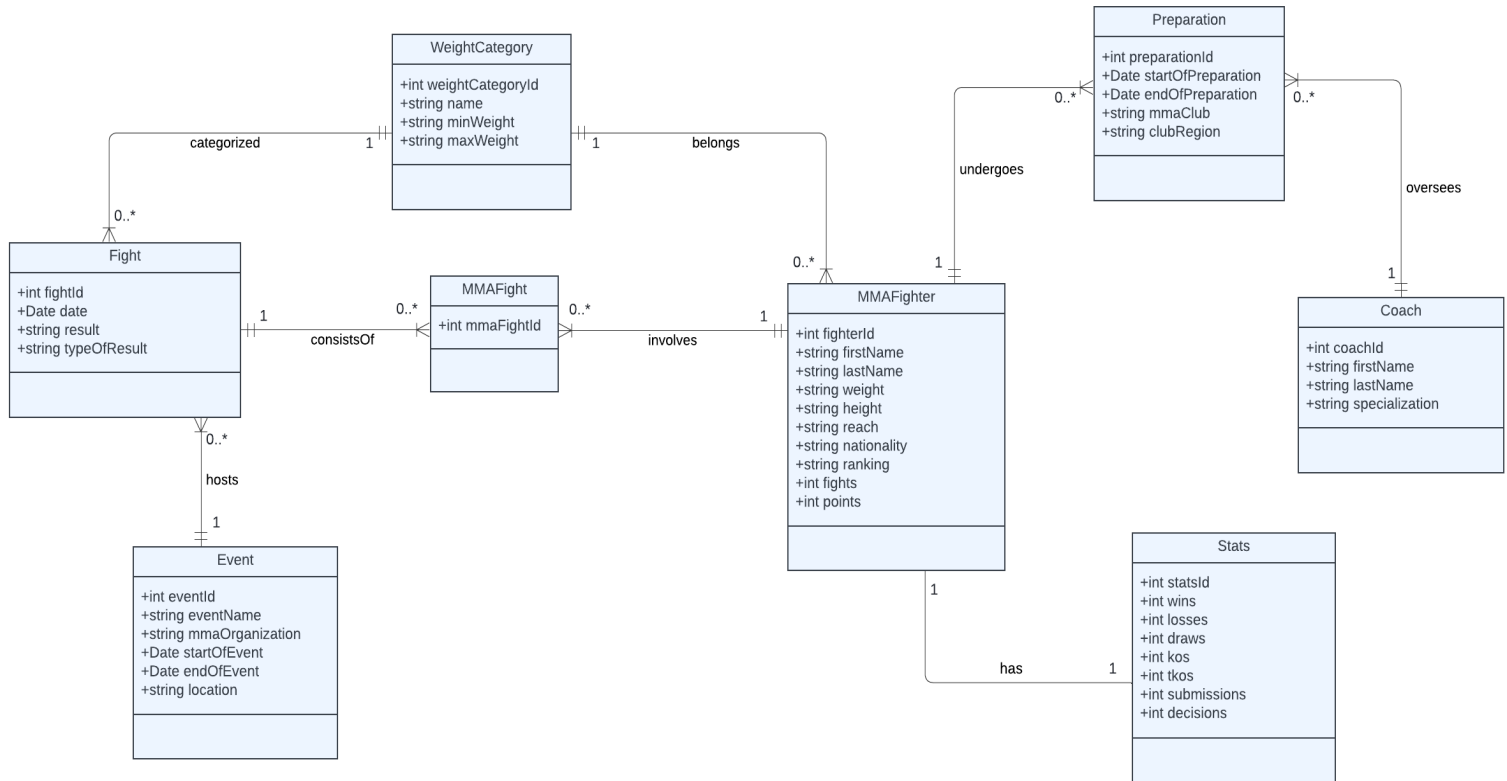 Preparation
+int preparationId
+Date startOfPreparation
+Date endOfPreparation
+string mmaClub
+string clubRegion
WeightCategory
+int weightCategoryId
+string name
+string minWeight
+string maxWeight
categorized
1
1
belongs
0..*
0..*
undergoes
oversees
0..*
0..*
1
1
Fight
+int fightId
+Date date
+string result
+string typeOfResult
MMAFight
+int mmaFightId
1
0..*
consistsOf
0..*
1
involves
MMAFighter
+int fighterId
+string firstName
+string lastName
+string weight
+string height
+string reach
+string nationality
+string ranking
+int fights
+int points
Coach
+int coachId
+string firstName
+string lastName
+string specialization
0..*
hosts
1
Event
+int eventId
+string eventName
+string mmaOrganization
+Date startOfEvent
+Date endOfEvent
+string location
1
has
1
Stats
+int statsId
+int wins
+int losses
+int draws
+int kos
+int tkos
+int submissions
+int decisions